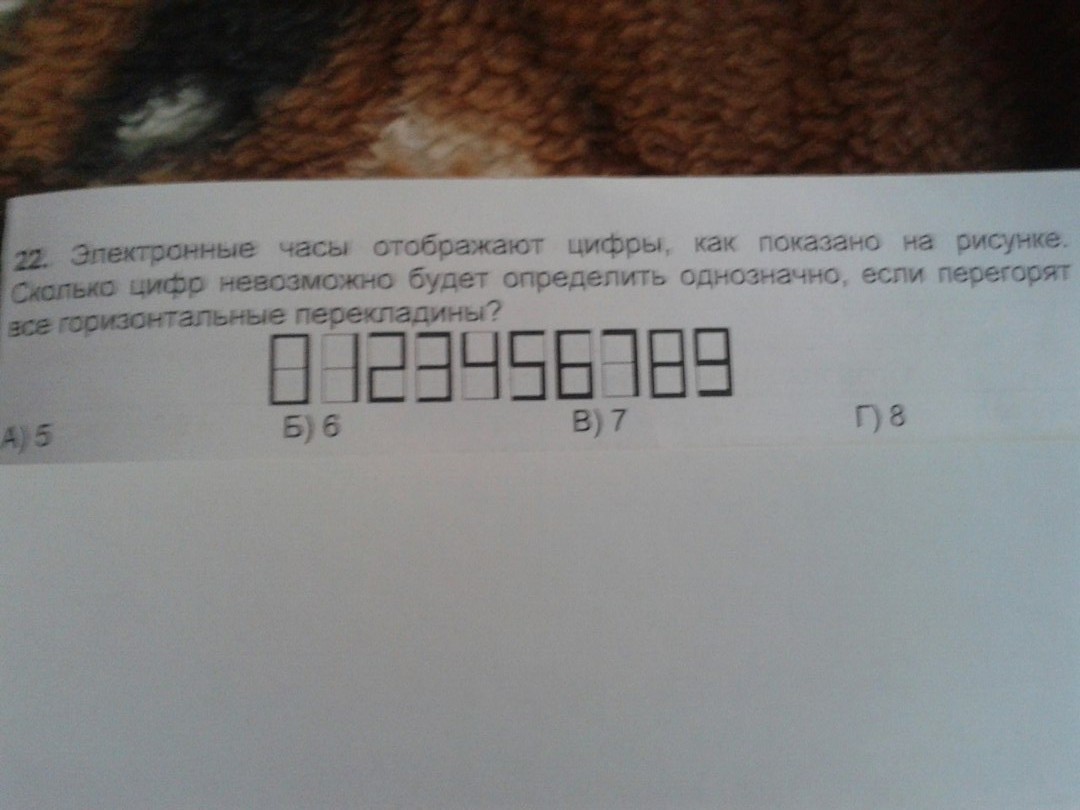 22. Электронные часы отображают цифры, как показано на рисунке.
Сколько цифр невозможно будет определить однозначно, если перегорят
все горизонтальные перекладины?
0123456789
А) 5 Б) 6 В) 7 Г) 8